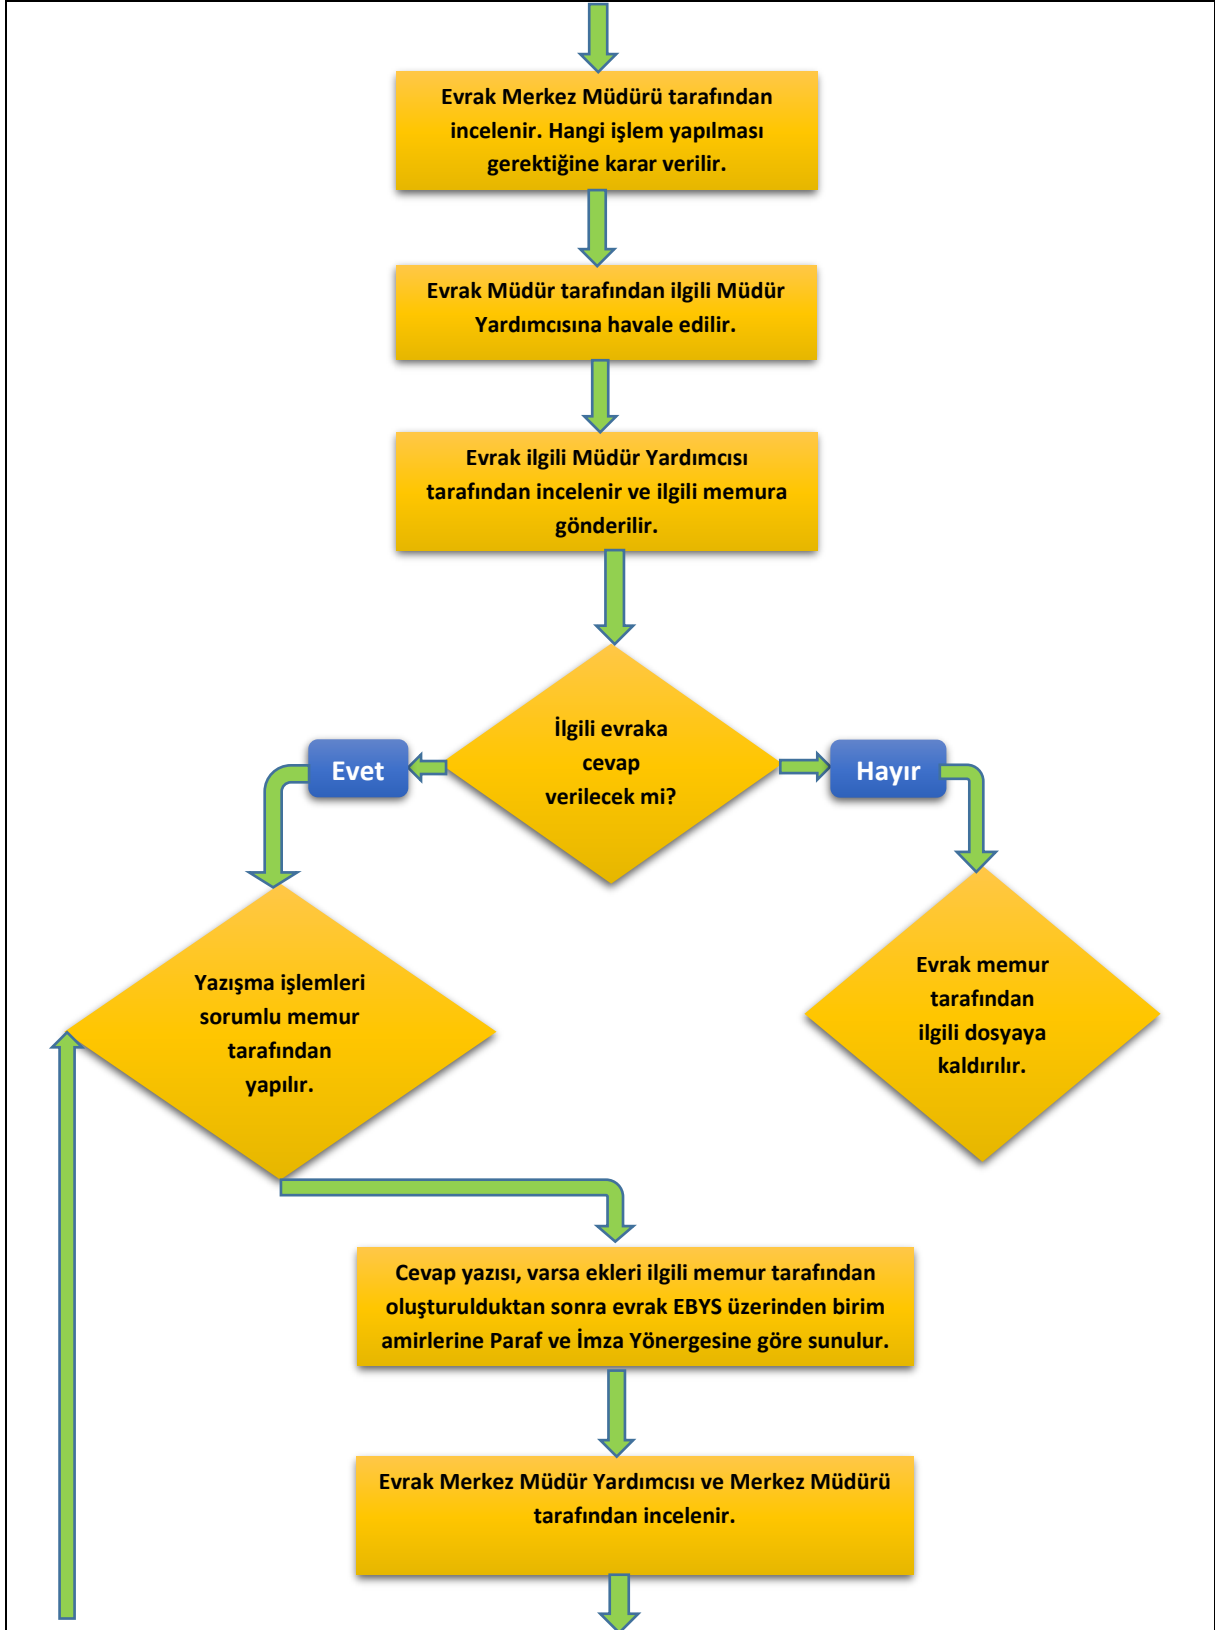 Evrak Merkez Müdürü tarafından
incelenir. Hangi işlem yapılması
gerektiğine karar verilir.
Evrak Müdür tarafından ilgili Müdür
Yardımcısına havale edilir.
Evrak ilgili Müdür Yardımcısı
tarafından incelenir ve ilgili memura
gönderilir.
İlgili evraka
cevap
verilecek mi?
Evet
Hayır
Yazışma işlemleri
sorumlu memur
tarafından
yapılır.
Evrak memur
tarafından
ilgili dosyaya
kaldırılır.
Cevap yazısı, varsa ekleri ilgili memur tarafından
oluşturulduktan sonra evrak EBYS üzerinden birim
amirlerine Paraf ve İmza Yönergesine göre sunulur.
Evrak Merkez Müdür Yardımcısı ve Merkez Müdürü
tarafından incelenir.